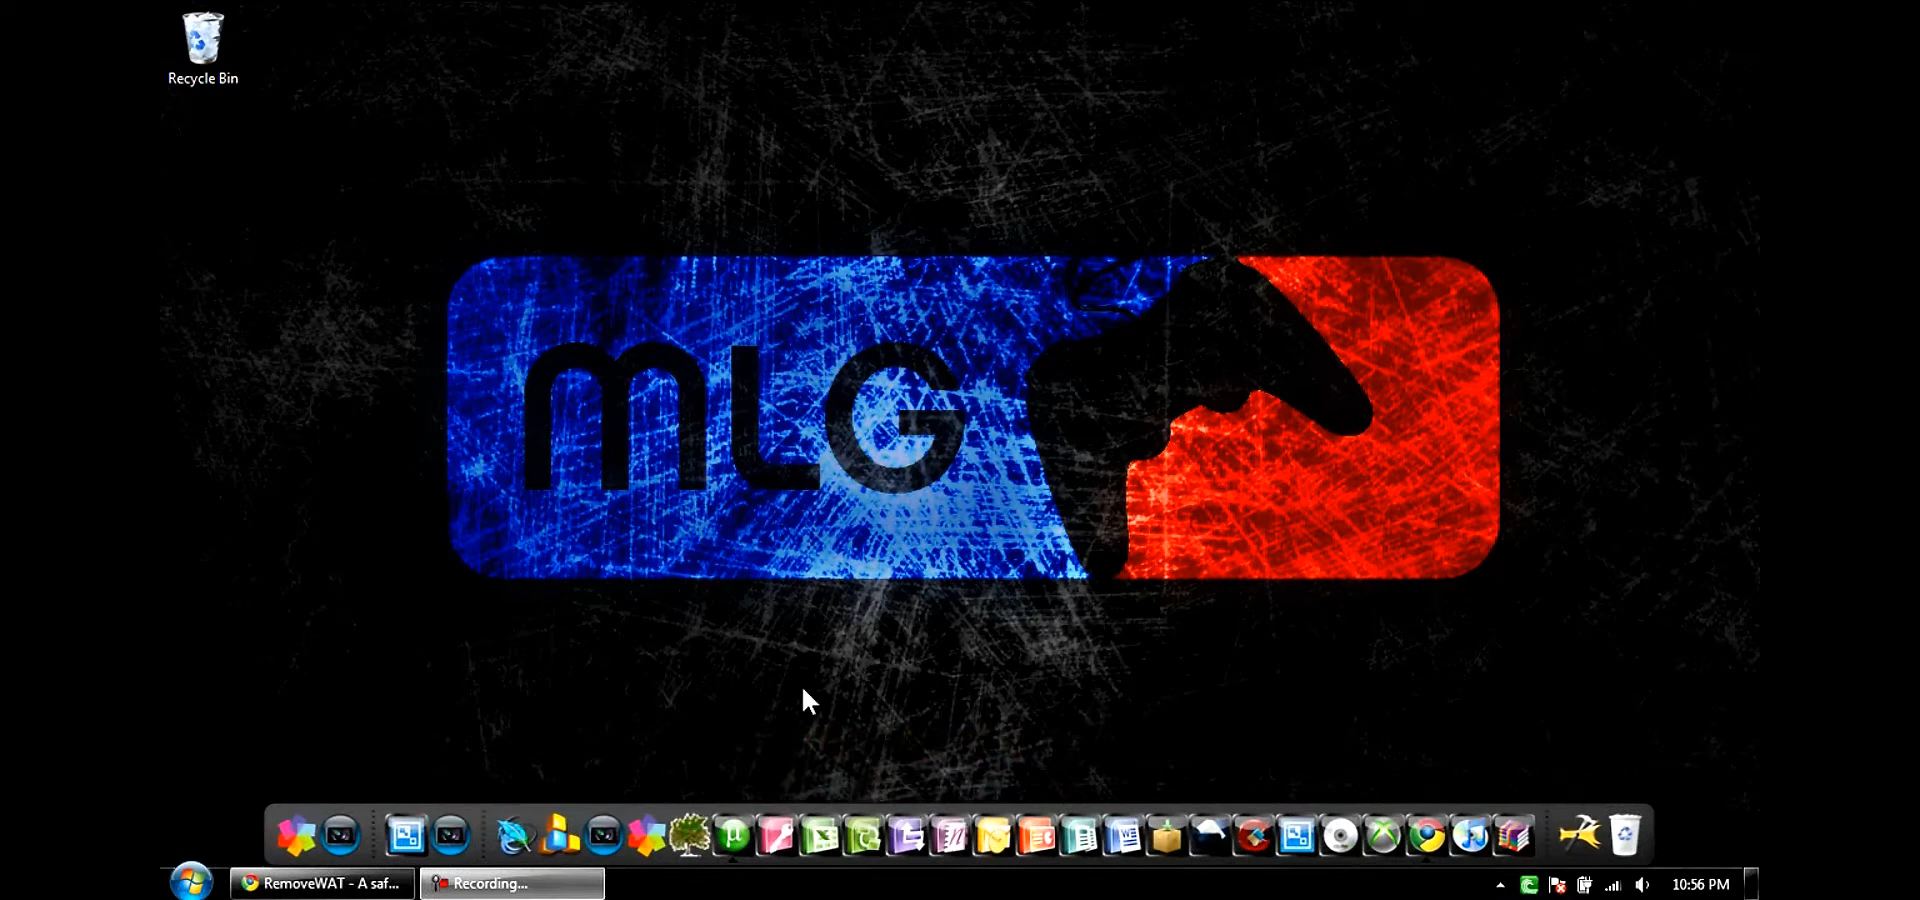 Recycle Bin
MLG
RemoveWAT - A saf...
Recording...
10:56 PM